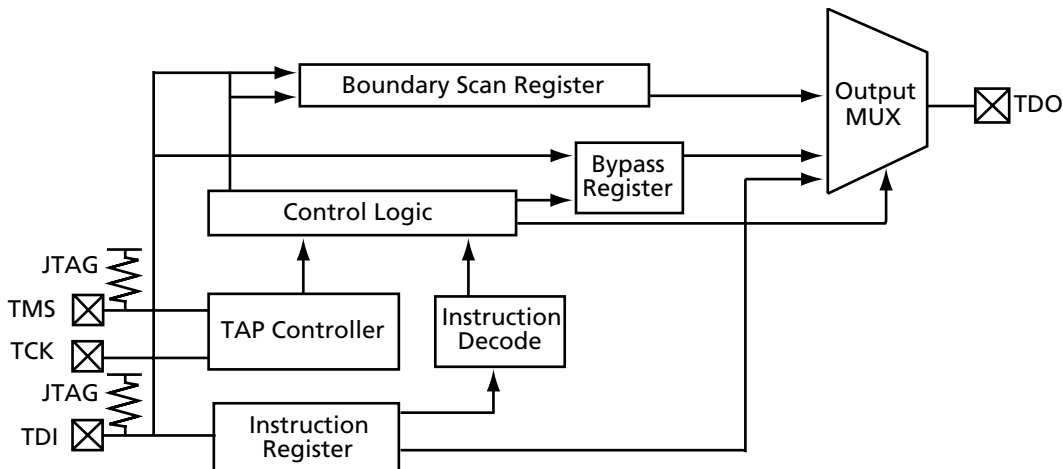 Boundary Scan Register
Output
MUX
TDO
Bypass
Register
Control Logic
JTAG
TMS
TAP Controller
Instruction
Decode
TCK
JTAG
TDI
Instruction
Register